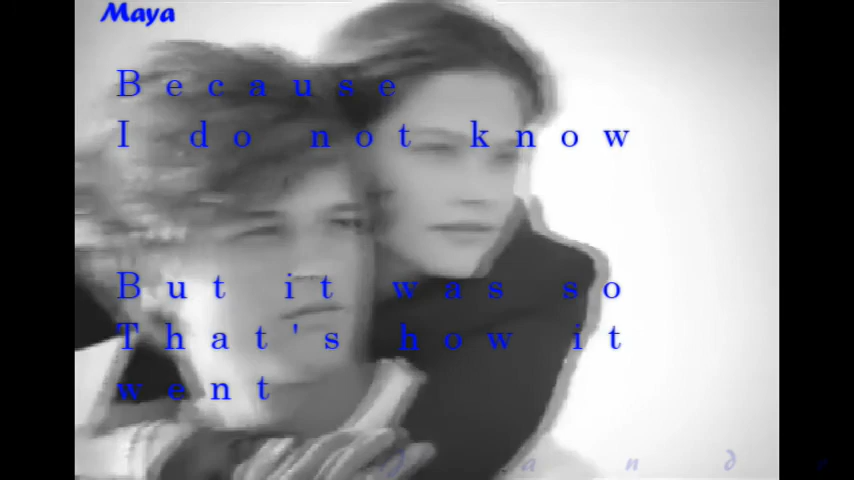 Maya
Because
I do not know
But it was so
That's how it
went